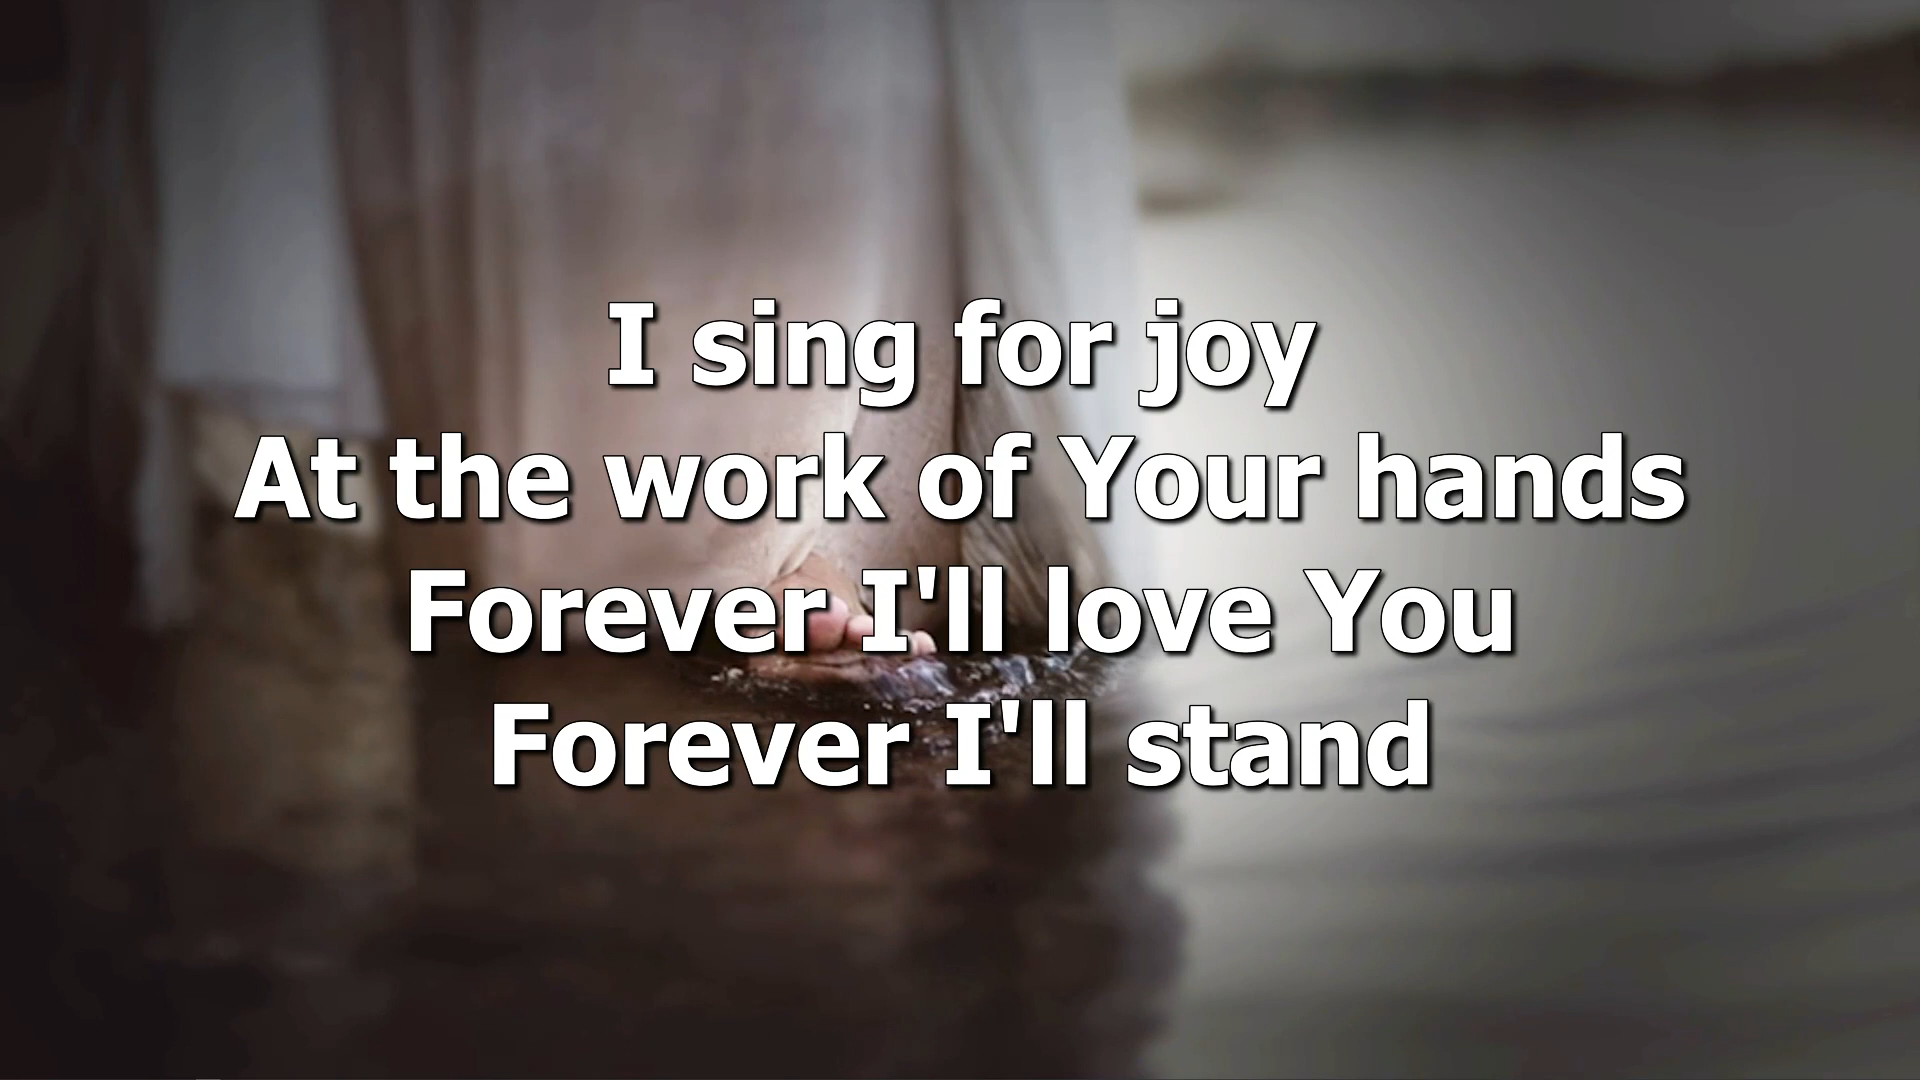 I sing for joy
At the work of Your hands
Forever I'll love You
Forever I'll stand